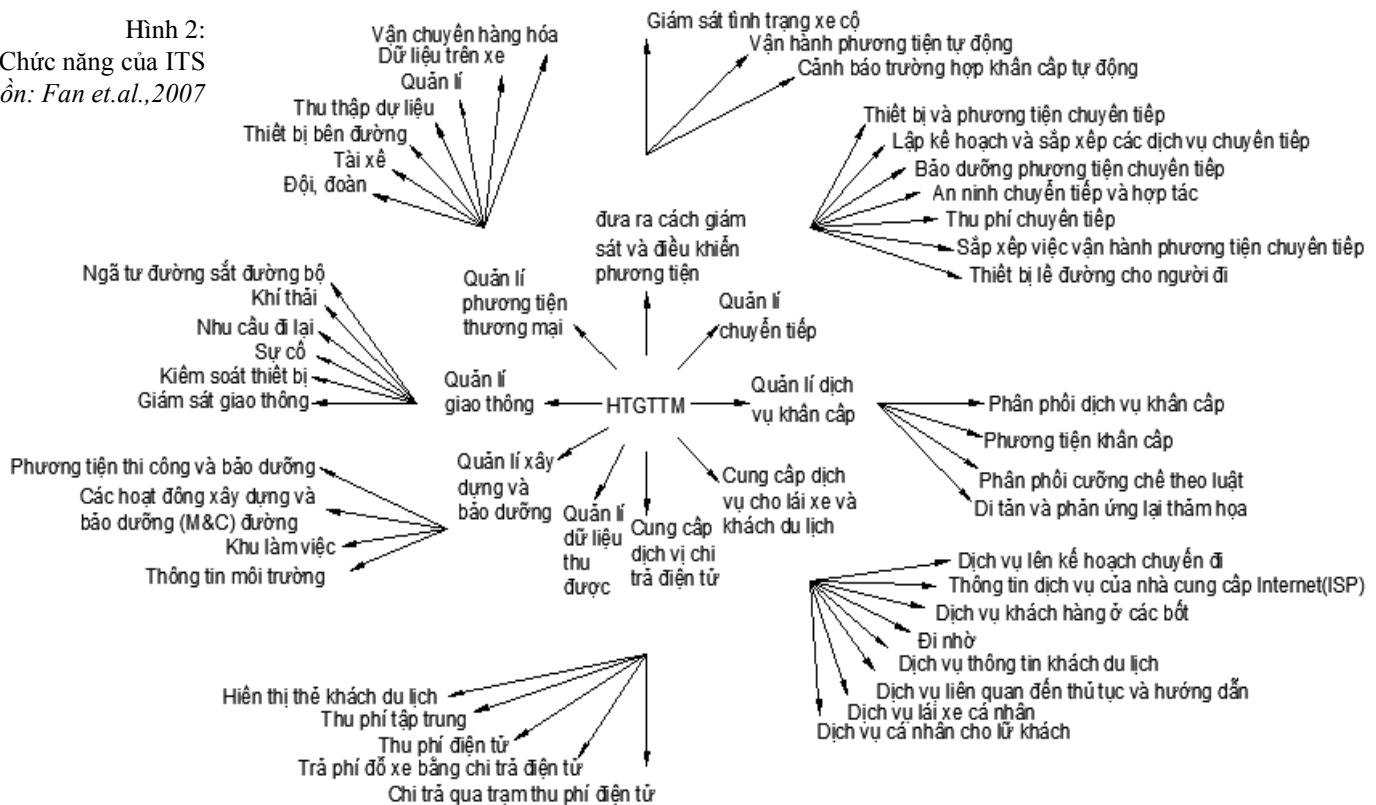 Hình 2:
Chức năng của ITS
ồn: Fan et.al.,2007
Vận chuyển hàng hóa
Dữ liệu trên xe
Quản lí
Thu thập dự liệu
Thiết bị bên đường
Tài xế
Đội, đoàn
Giám sát tình trạng xe cộ
Vận hành phương tiện tự động
Cảnh báo trường hợp khẩn cấp tự động
Thiết bị và phương tiện chuyển tiếp
Lập kế hoạch và sắp xếp các dịch vụ chuyển tiếp
Bảo dưỡng phương tiện chuyển tiếp
An ninh chuyển tiếp và hợp tác
Thu phí chuyển tiếp
Sắp xếp việc vận hành phương tiện chuyển tiếp
Thiết bị lề đường cho người đi
đưa ra cách giám
sát và điều khiển
phương tiện
Quản lí
phương tiện
thương mại
Quản lí
chuyển tiếp
Ngã tư đường sắt đường bộ
Khí thải
Nhu cầu đi lại
Sự cố
Kiểm soát thiết bị
Giám sát giao thông
Quản lí
giao thông
HTGTTM
Quản lí dịch
vụ khẩn cấp
Phân phối dịch vụ khẩn cấp
Phương tiện khẩn cấp
Phân phối cưỡng chế theo luật
Di tản và phản ứng lại thảm họa
Phương tiện thi công và bảo dưỡng
Các hoạt đông xây dựng và
bảo dưỡng (M&C) đường
Khu làm việc
Thông tin môi trường
Quản lí xây
dựng và
bảo dưỡng
Quản lí
dữ liệu
thu
được
Cung cấp
dịch vị chi
trả điện tử
Cung cấp dịch
vụ cho lái xe và
khách du lịch
Dịch vụ lên kế hoạch chuyến đi
Thông tin dịch vụ của nhà cung cấp Internet(ISP)
Dịch vụ khách hàng ở các bốt
Đi nhờ
Dịch vụ thông tin khách du lịch
Dịch vụ liên quan đến thủ tục và hướng dẫn
Dịch vụ lái xe cá nhân
Dịch vụ cá nhân cho lữ khách
Hiển thị thẻ khách du lịch
Thu phí tập trung
Thu phí điện tử
Trả phí đỗ xe bằng chi trả điện tử
Chi trả qua trạm thu phí điện tử